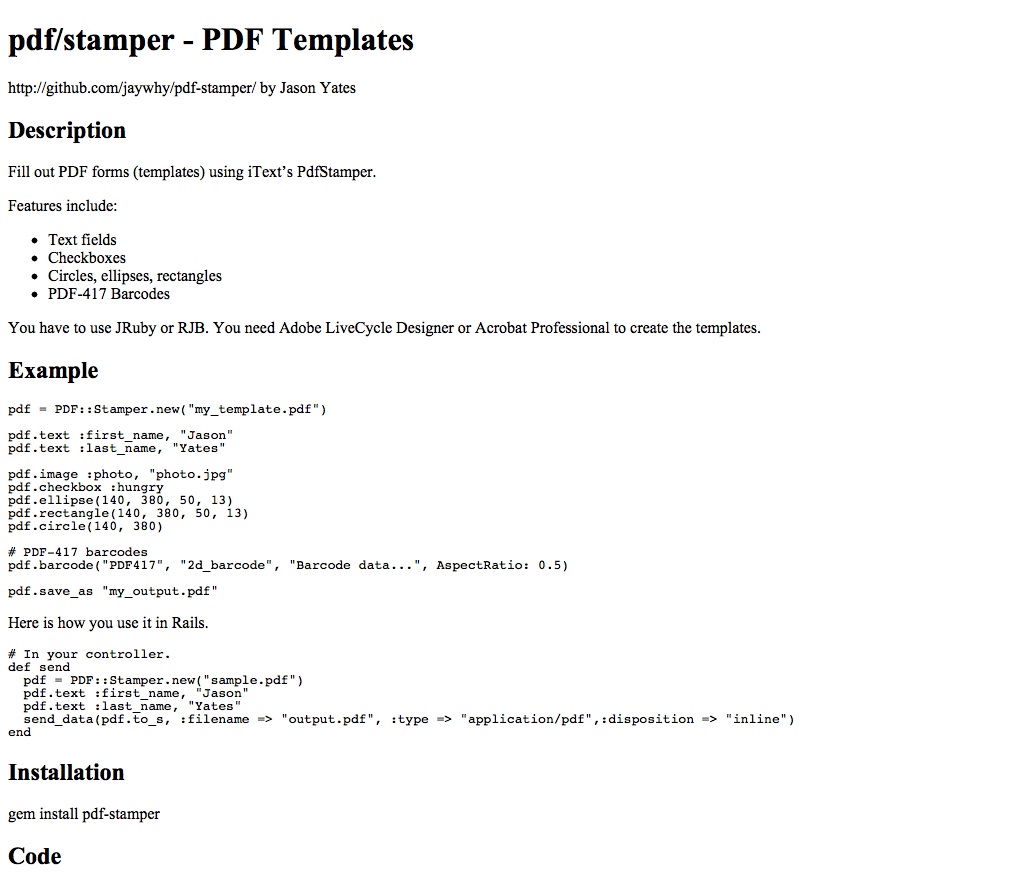 pdf/stamper - PDF Templates
http://github.com/jaywhy/pdf-stamper/ by Jason Yates
Description
Fill out PDF forms (templates) using iText’s PdfStamper.
Features include:
• Text fields
• Checkboxes
• Circles, ellipses, rectangles
• PDF-417 Barcodes
You have to use JRuby or RJB. You need Adobe LiveCycle Designer or Acrobat Professional to create the templates.
Example
pdf = PDF::Stamper.new("my_template.pdf")
pdf.text :first_name, "Jason"
pdf.text :last_name, "Yates"
pdf.image :photo, "photo.jpg"
pdf.checkbox :hungry
pdf.ellipse(140, 380, 50, 13)
pdf.rectangle(140, 380, 50, 13)
pdf.circle(140, 380)
# PDF-417 barcodes
pdf.barcode("PDF417", "2d_barcode", "Barcode data...", AspectRatio: 0.5)
pdf.save_as "my_output.pdf"
Here is how you use it in Rails.
# In your controller.
def send
  pdf = PDF::Stamper.new("sample.pdf")
  pdf.text :first_name, "Jason"
  pdf.text :last_name, "Yates"
  send_data(pdf.to_s, :filename => "output.pdf", :type => "application/pdf",:disposition => "inline")
end
Installation
gem install pdf-stamper
Code